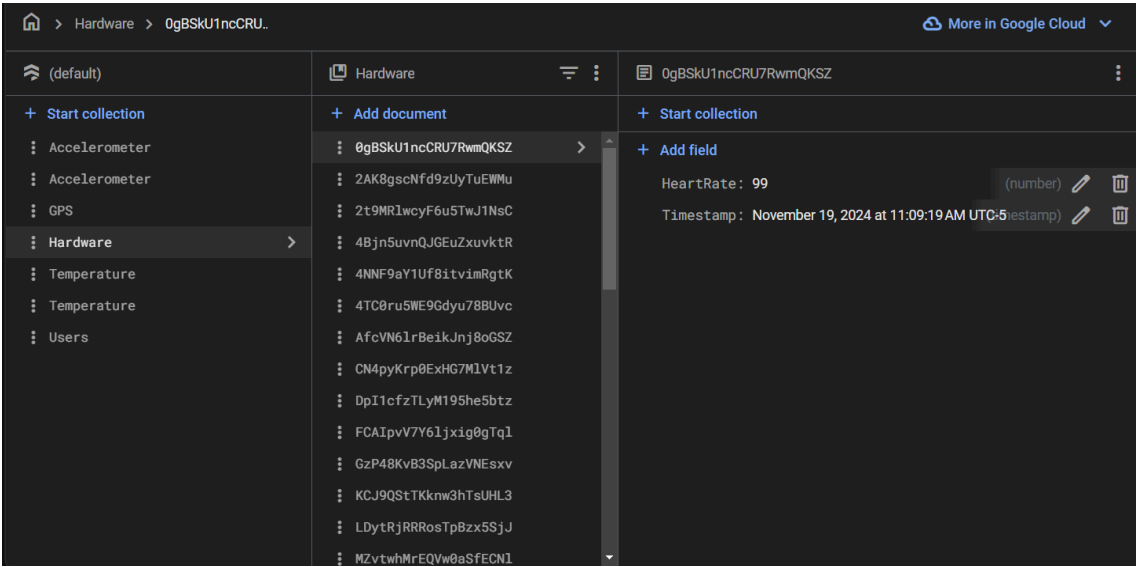 Hardware > 0gBSkU1ncCRU..
More in Google Cloud
(default)
+ Start collection
Accelerometer
Accelerometer
GPS
Hardware
Temperature
Temperature
Users
Hardware
+ Add document
0gBSkU1ncCRU7RwmQKSZ
2AK8gscNfd9zUyTuEWMu
2t9MRlwcyF6u5TwJ1NsC
4Bjn5uvnQJGEuZxuvktR
4NNF9aY1Uf8itvimRgtK
4TC0ru5WE9Gdyu78BUvc
AfcVN6lrBeikJnj8oGSZ
CN4pyKrp0ExHG7MlVt1z
DpI1cfzTLyM195he5btz
FCAIpvV7Y6ljxig0gTql
GzP48KvB3SpLazVNEsxv
KCJ9QStTKknw3hTsUHL3
LDytRjRRRosTpBzx5SjJ
MZvtwhMrEQVw0aSfECNl
0gBSkU1ncCRU7RwmQKSZ
+ Start collection
+ Add field
HeartRate: 99 (number)
Timestamp: November 19, 2024 at 11:09:19 AM UTC-5 estamp)